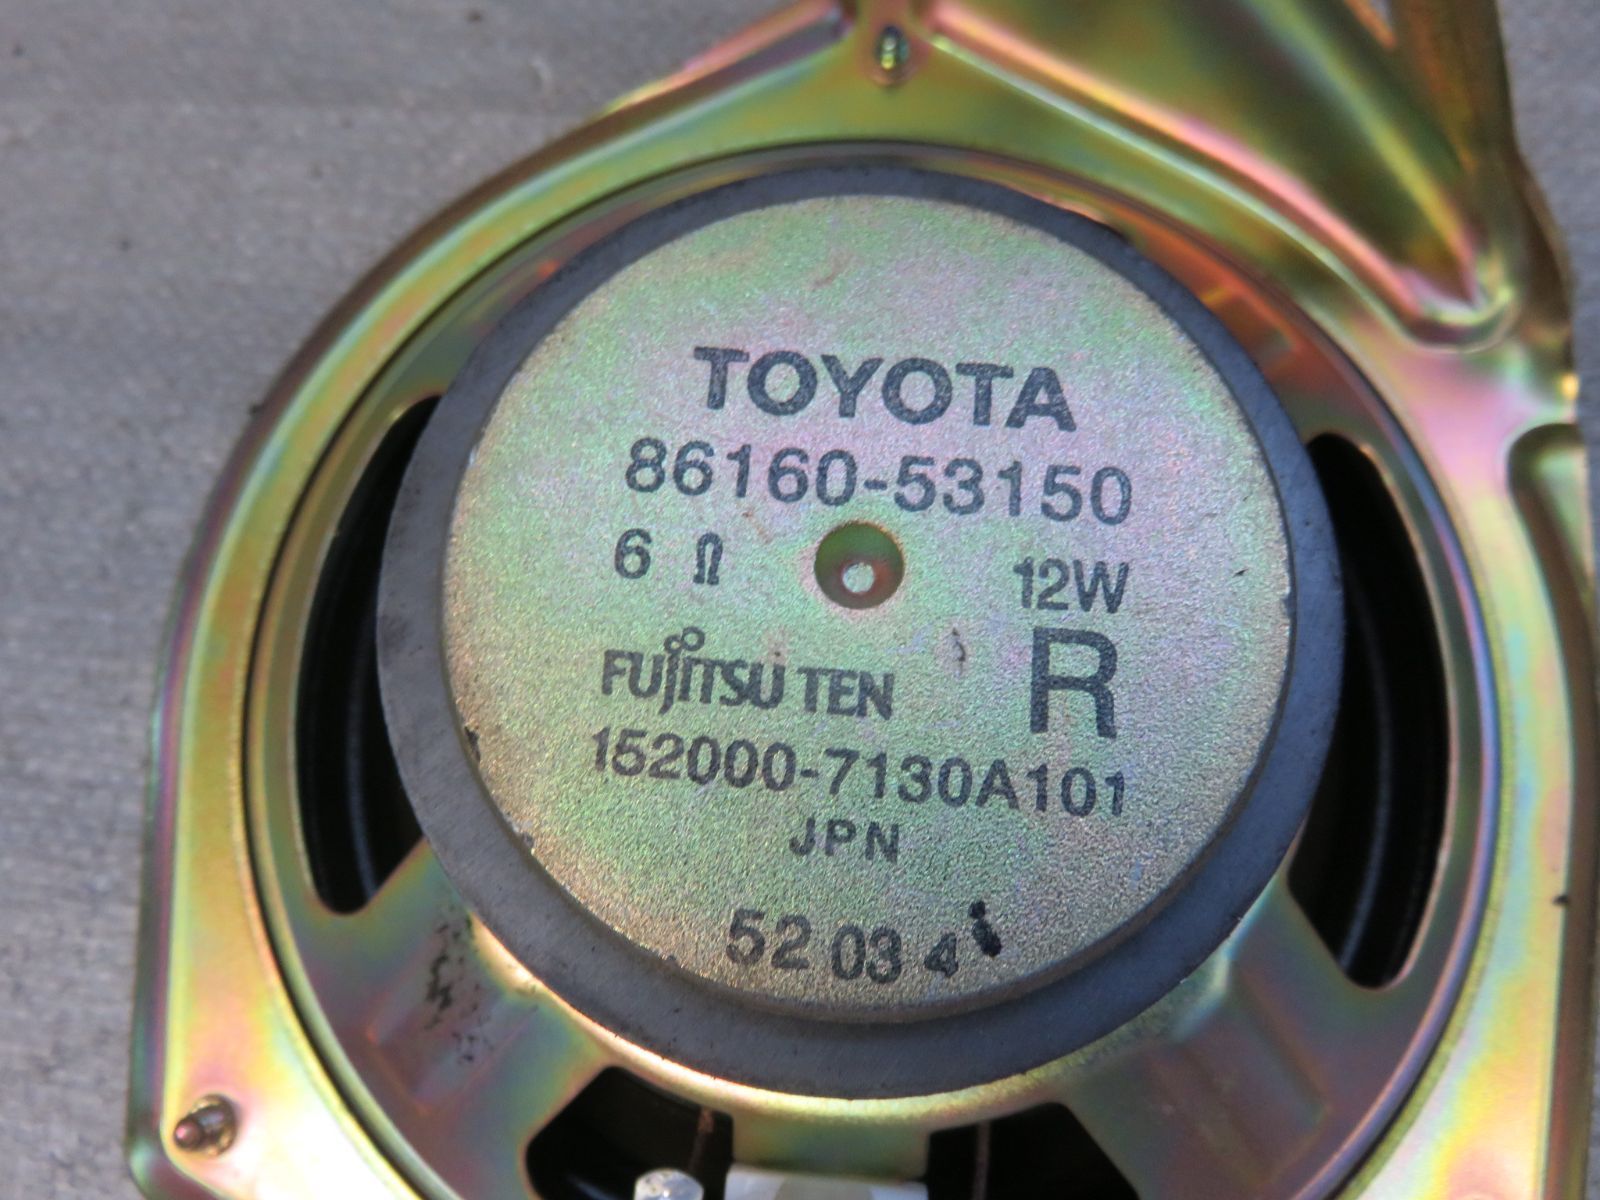 TOYOTA
86160-53150
6 Ω 12W
FUJITSU TEN R
152000-7130A101
JPN
52 03 4